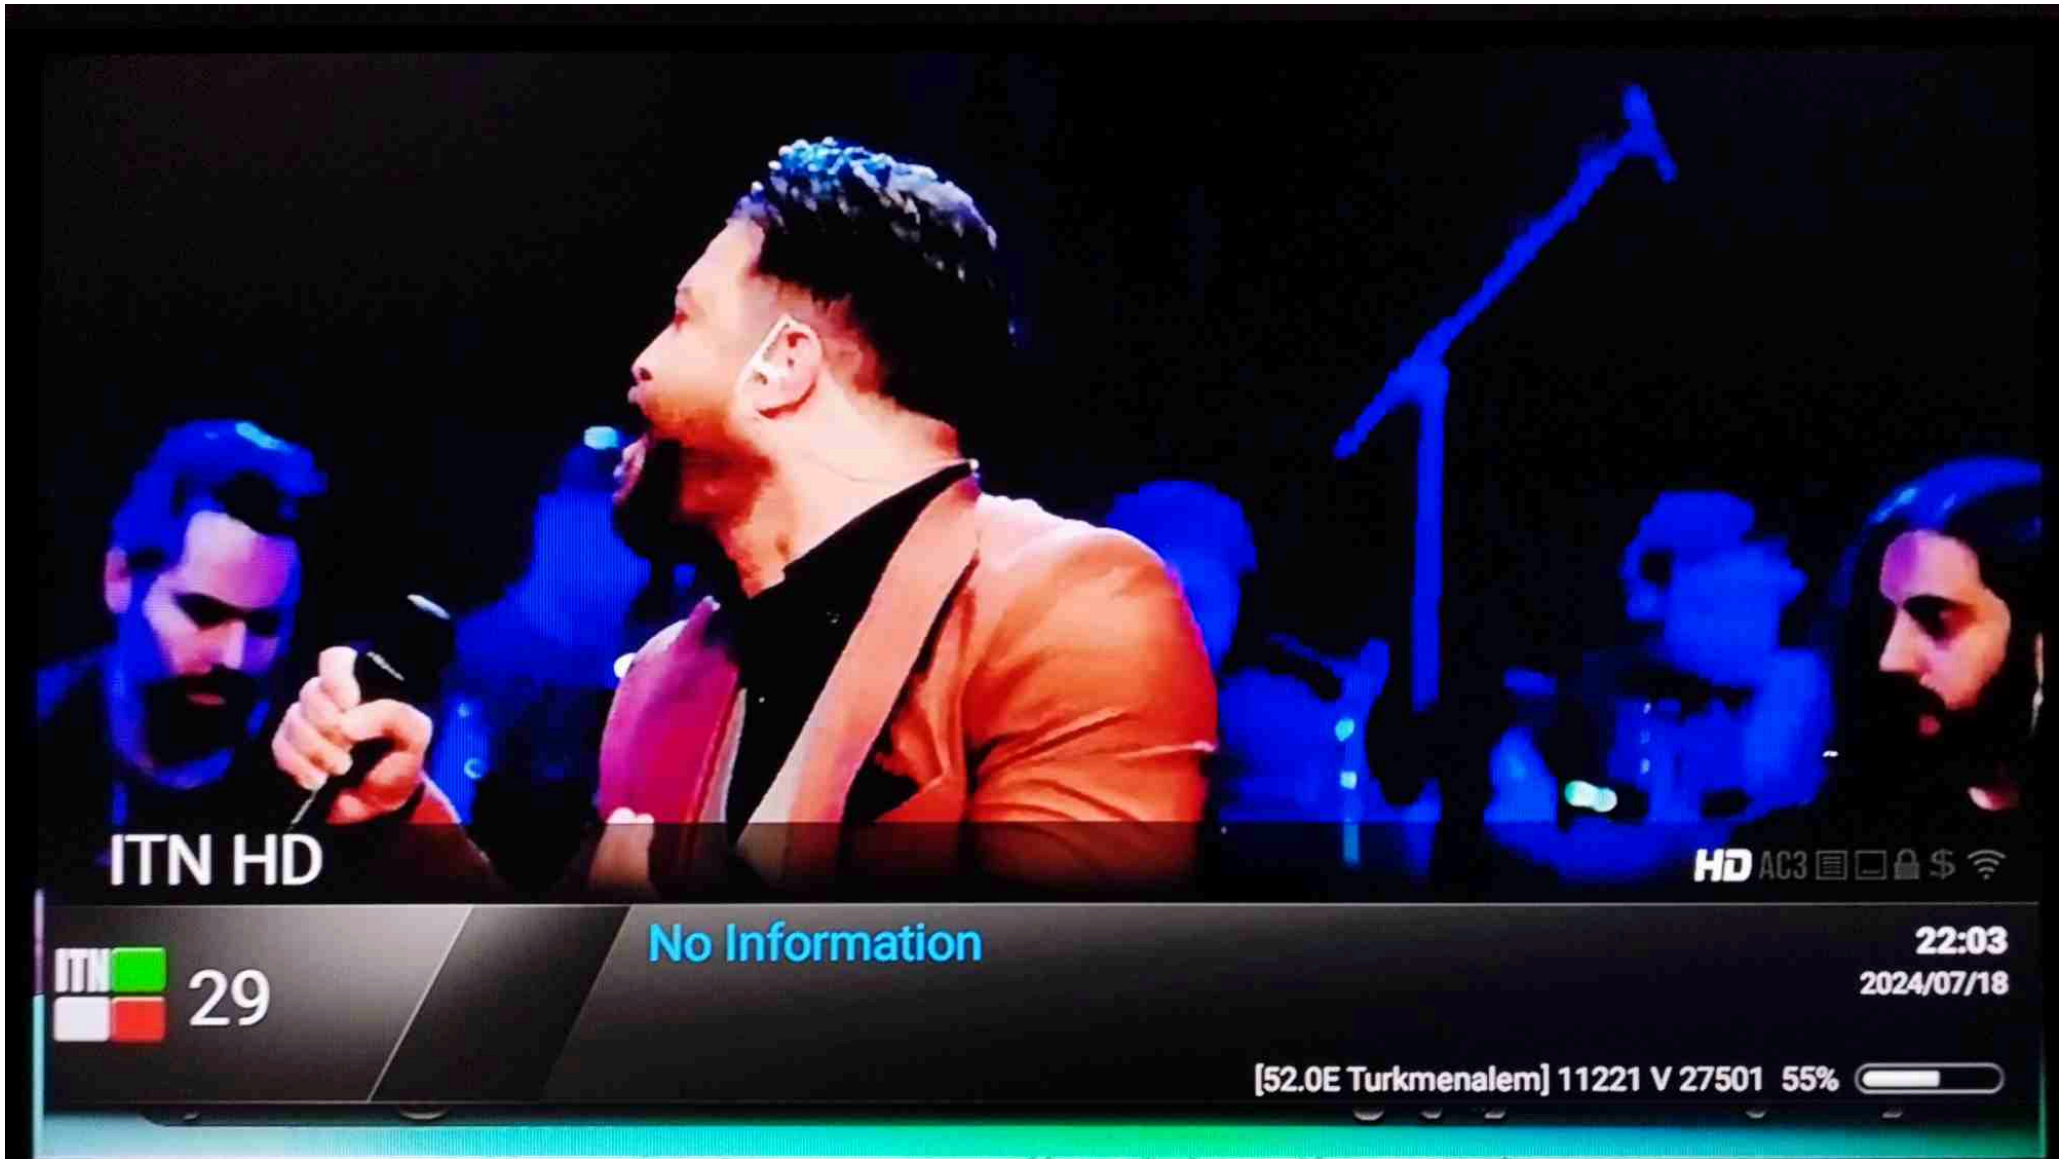 ITN HD
HD AC3 $
ITN
29
No Information
22:03
2024/07/18
[52.0E Turkmenalem] 11221 V 27501 55%